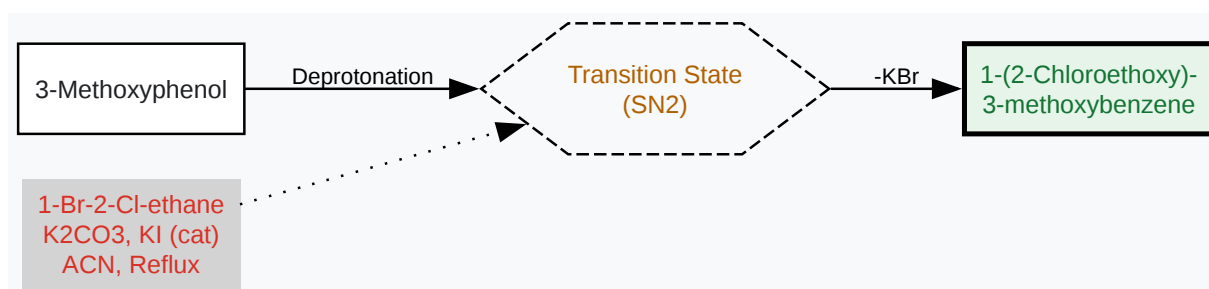 3-Methoxyphenol
Deprotonation
Transition State
(SN2)
-KBr
1-(2-Chloroethoxy)-
3-methoxybenzene
1-Br-2-Cl-ethane
K2CO3, KI (cat)
ACN, Reflux